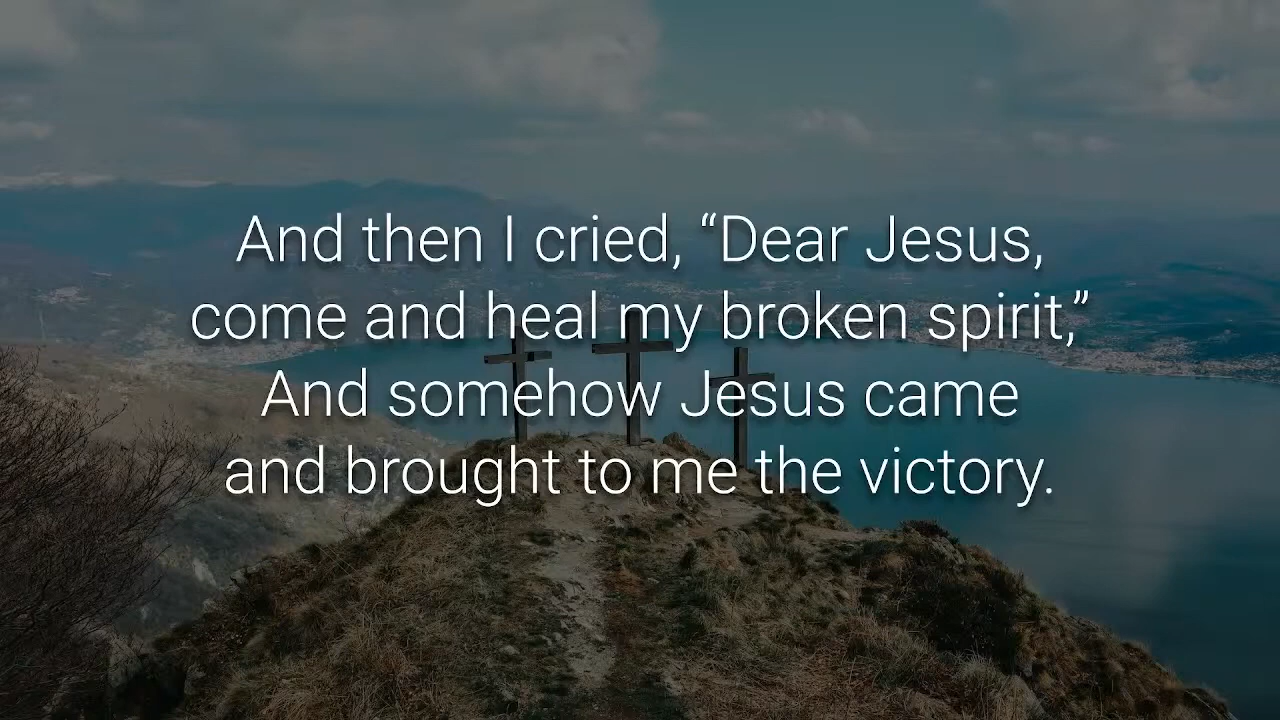 And then I cried, “Dear Jesus,
come and heal my broken spirit,”
And somehow Jesus came
and brought to me the victory.